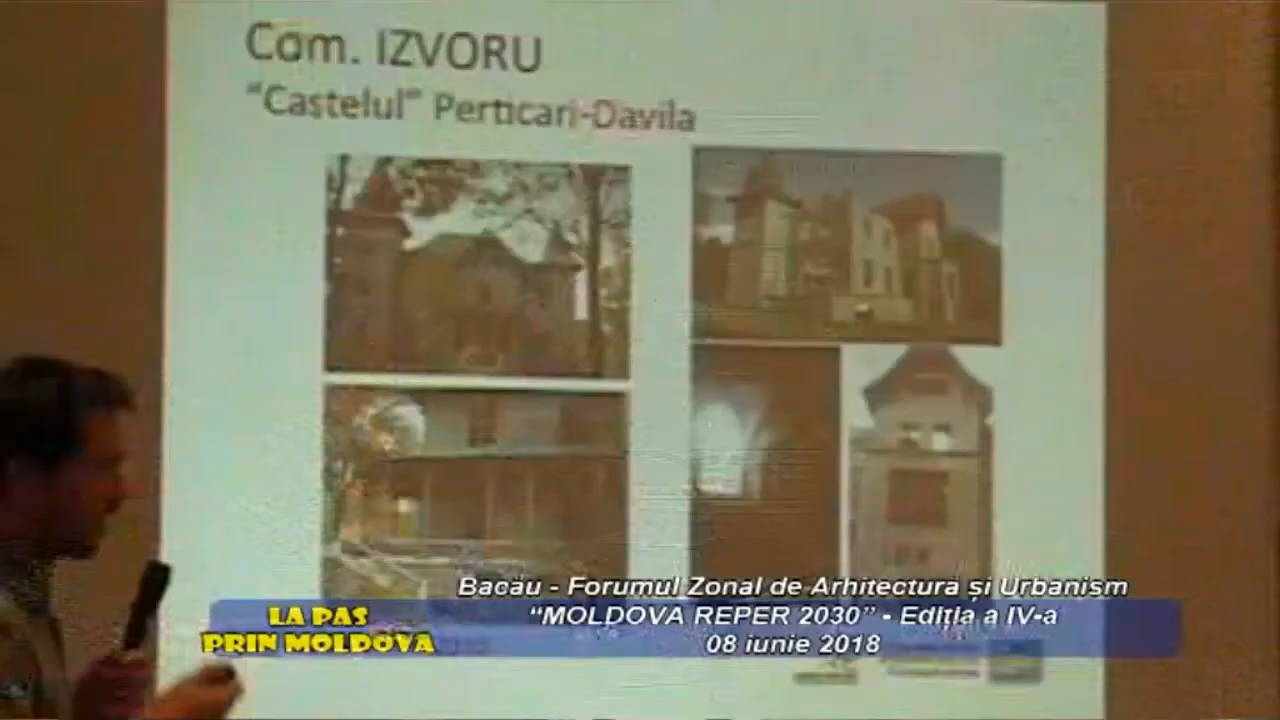 Com. IZVORU
“Castelul” Perticari-Davila
Bacău - Forumul Zonal de Arhitectură și Urbanism
LA PAS
PRIN MOLDOVA
“MOLDOVA REPER 2030” - Ediția a IV-a
08 iunie 2018